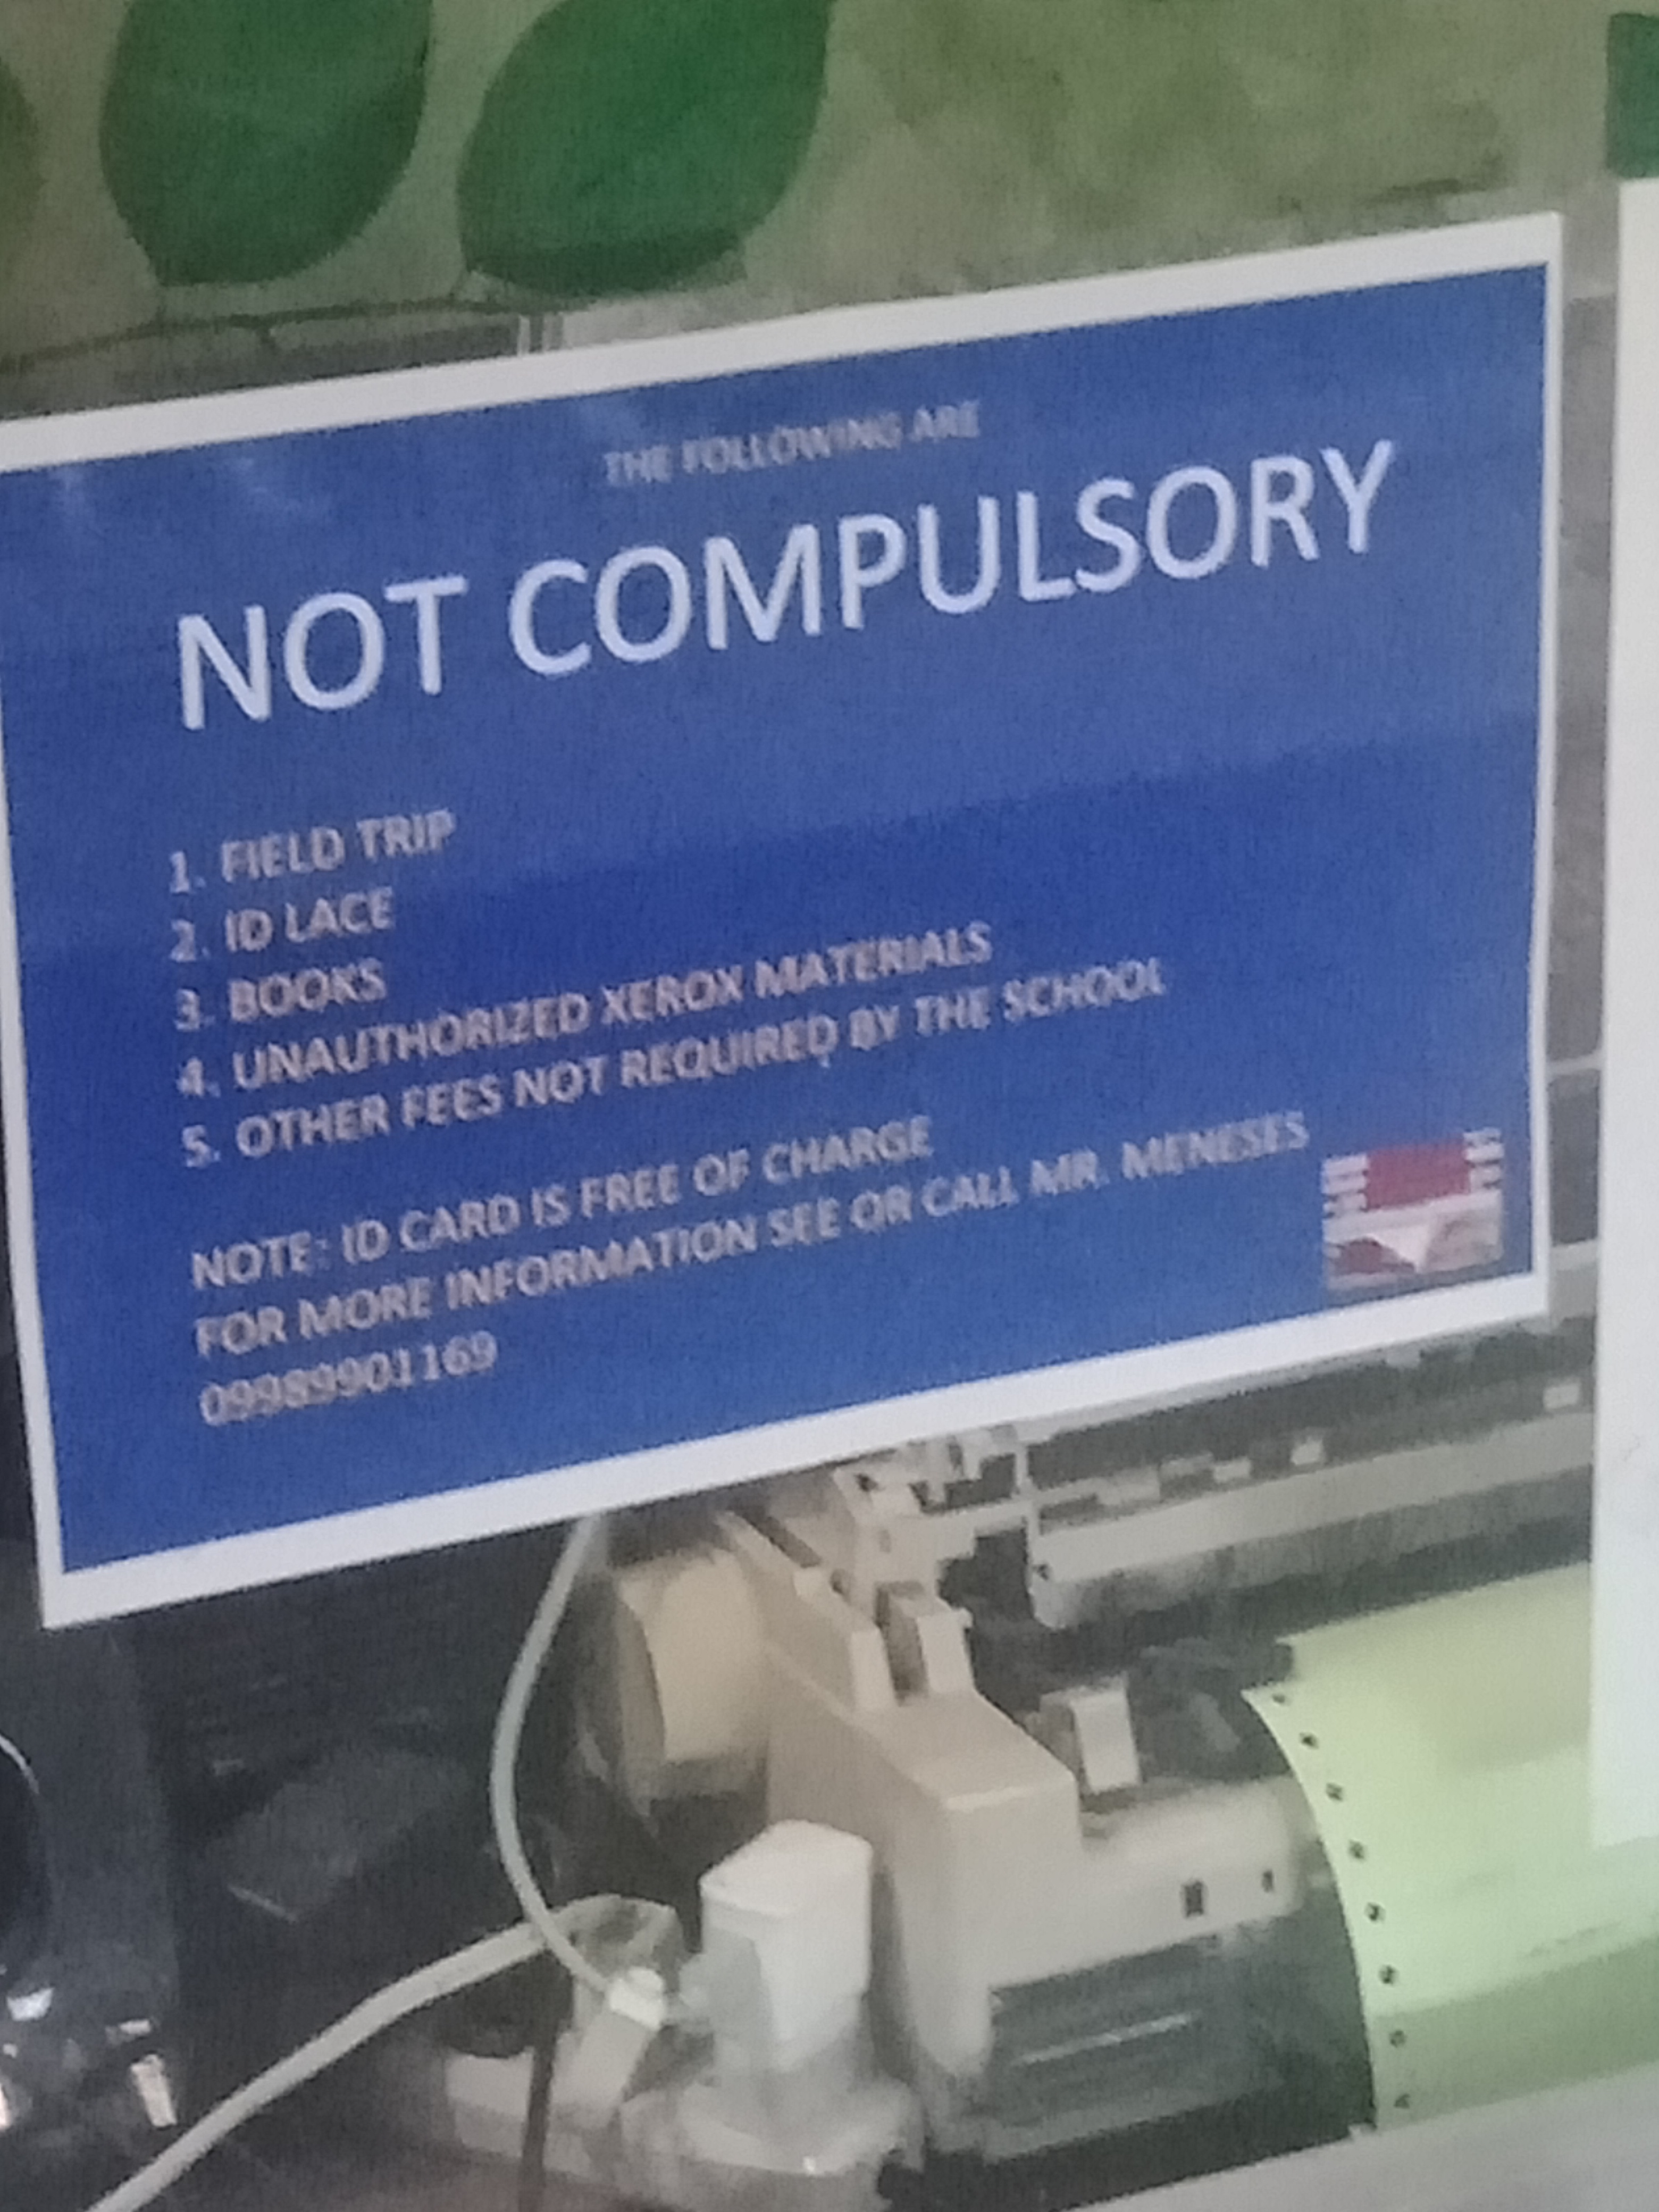 THE FOLLOWING ARE
NOT COMPULSORY
1. FIELD TRIP
2. ID LACE
3. BOOKS
4. UNAUTHORIZED XEROX MATERIALS
5. OTHER FEES NOT REQUIRED BY THE SCHOOL
NOTE: ID CARD IS FREE OF CHARGE
FOR MORE INFORMATION SEE OR CALL MR. MENESES
09989901169